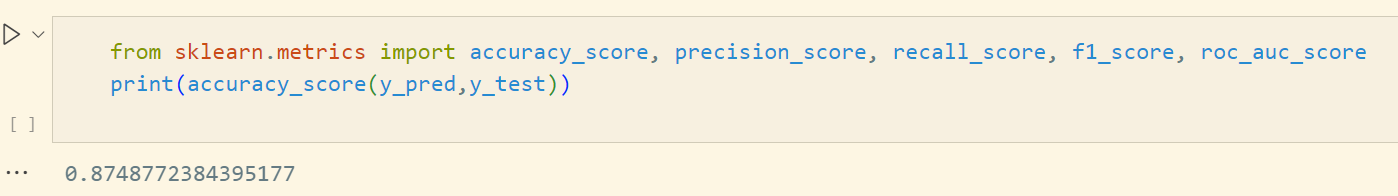 from sklearn.metrics import accuracy_score, precision_score, recall_score, f1_score, roc_auc_score
print(accuracy_score(y_pred,y_test))
[ ]
... 0.8748772384395177